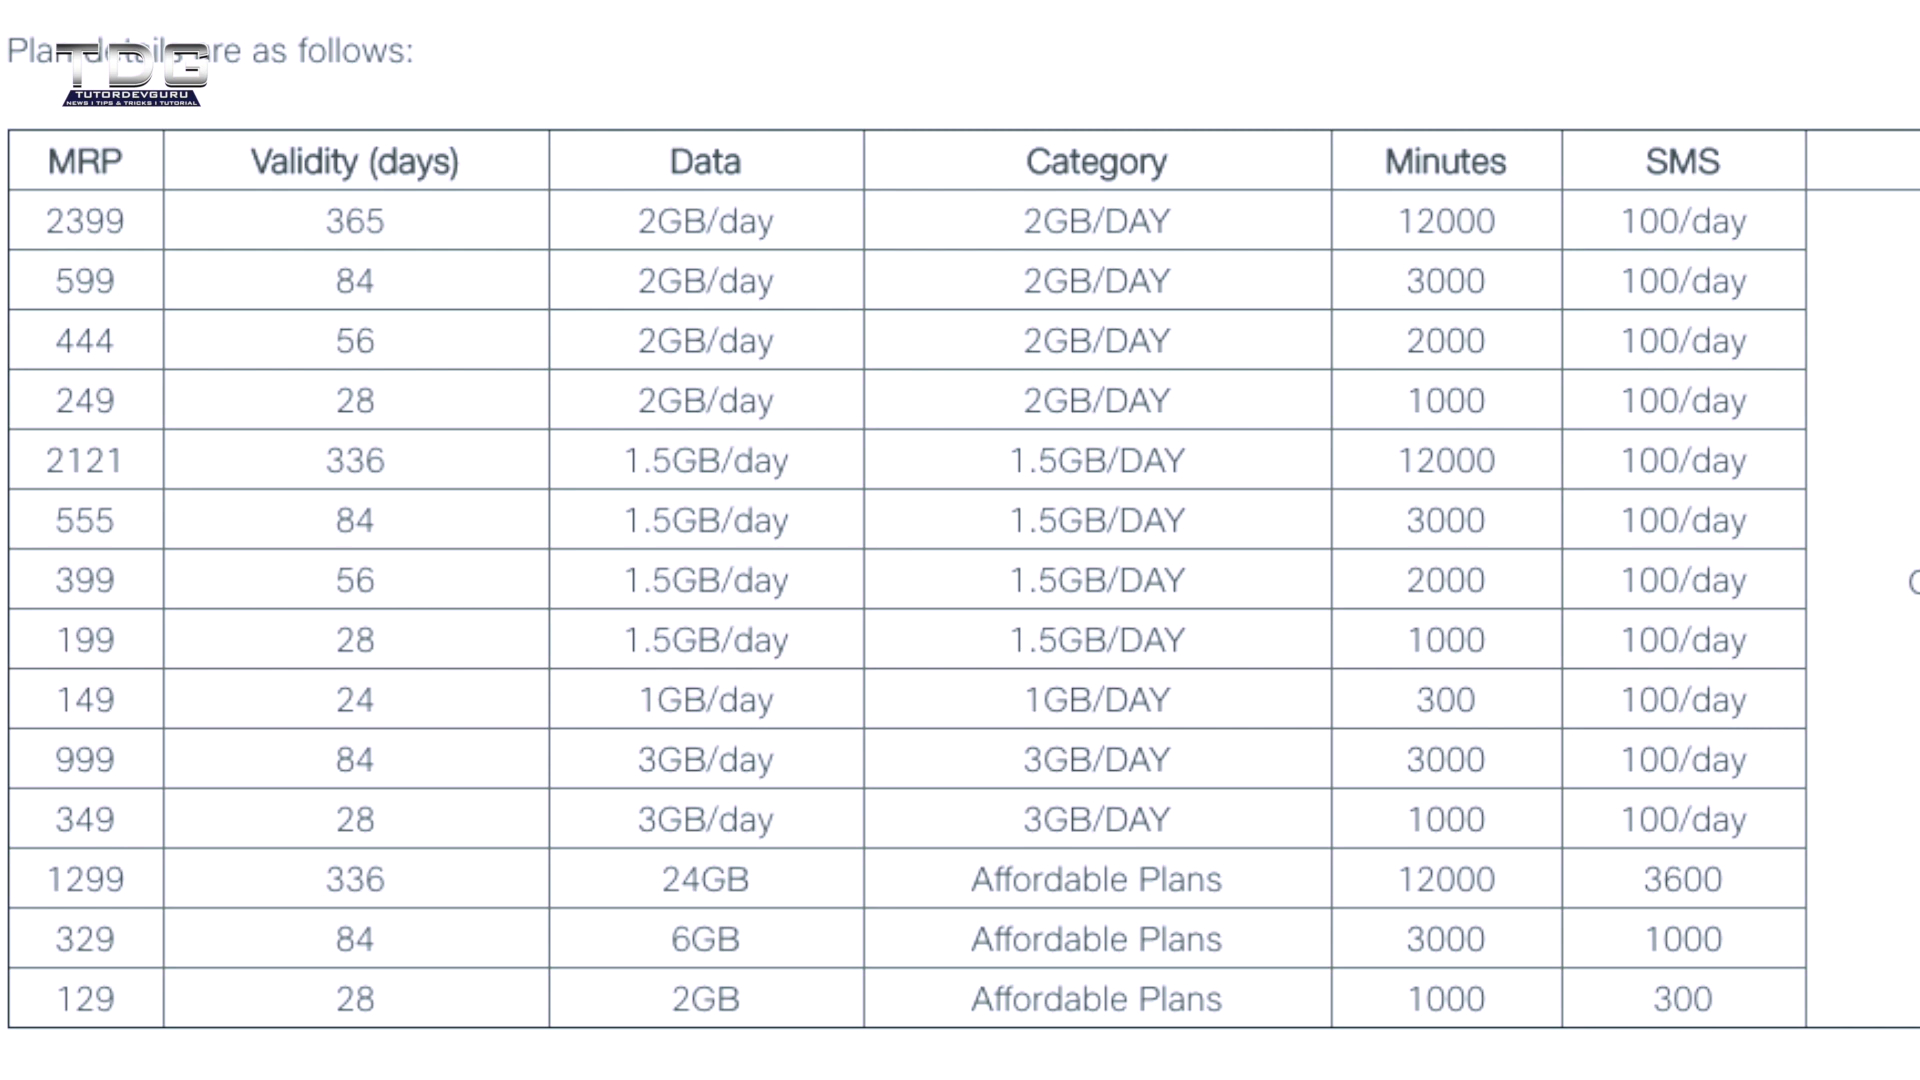 Plan details are as follows:
TDG
TUTORDEVGURU
NEWS | TIPS & TRICKS | TUTORIAL
MRP Validity (days) Data Category Minutes SMS
2399 365 2GB/day 2GB/DAY 12000 100/day
599 84 2GB/day 2GB/DAY 3000 100/day
444 56 2GB/day 2GB/DAY 2000 100/day
249 28 2GB/day 2GB/DAY 1000 100/day
2121 336 1.5GB/day 1.5GB/DAY 12000 100/day
555 84 1.5GB/day 1.5GB/DAY 3000 100/day
399 56 1.5GB/day 1.5GB/DAY 2000 100/day
199 28 1.5GB/day 1.5GB/DAY 1000 100/day
149 24 1GB/day 1GB/DAY 300 100/day
999 84 3GB/day 3GB/DAY 3000 100/day
349 28 3GB/day 3GB/DAY 1000 100/day
1299 336 24GB Affordable Plans 12000 3600
329 84 6GB Affordable Plans 3000 1000
129 28 2GB Affordable Plans 1000 300